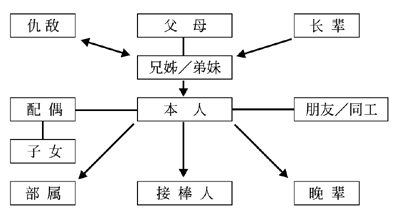 仇敌 父母 长辈
兄姊／弟妹
配偶 本人 朋友／同工
子女
部属 接棒人 晚辈